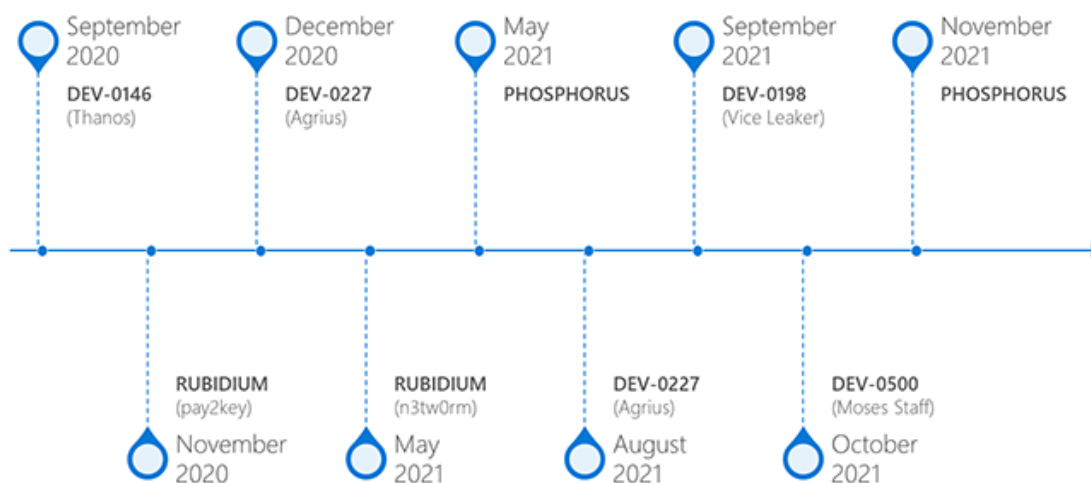 September
2020
DEV-0146
(Thanos)
December
2020
DEV-0227
(Agrius)
May
2021
PHOSPHORUS
September
2021
DEV-0198
(Vice Leaker)
November
2021
PHOSPHORUS
RUBIDIUM
(pay2key)
November
2020
RUBIDIUM
(n3tw0rm)
May
2021
DEV-0227
(Agrius)
August
2021
DEV-0500
(Moses Staff)
October
2021